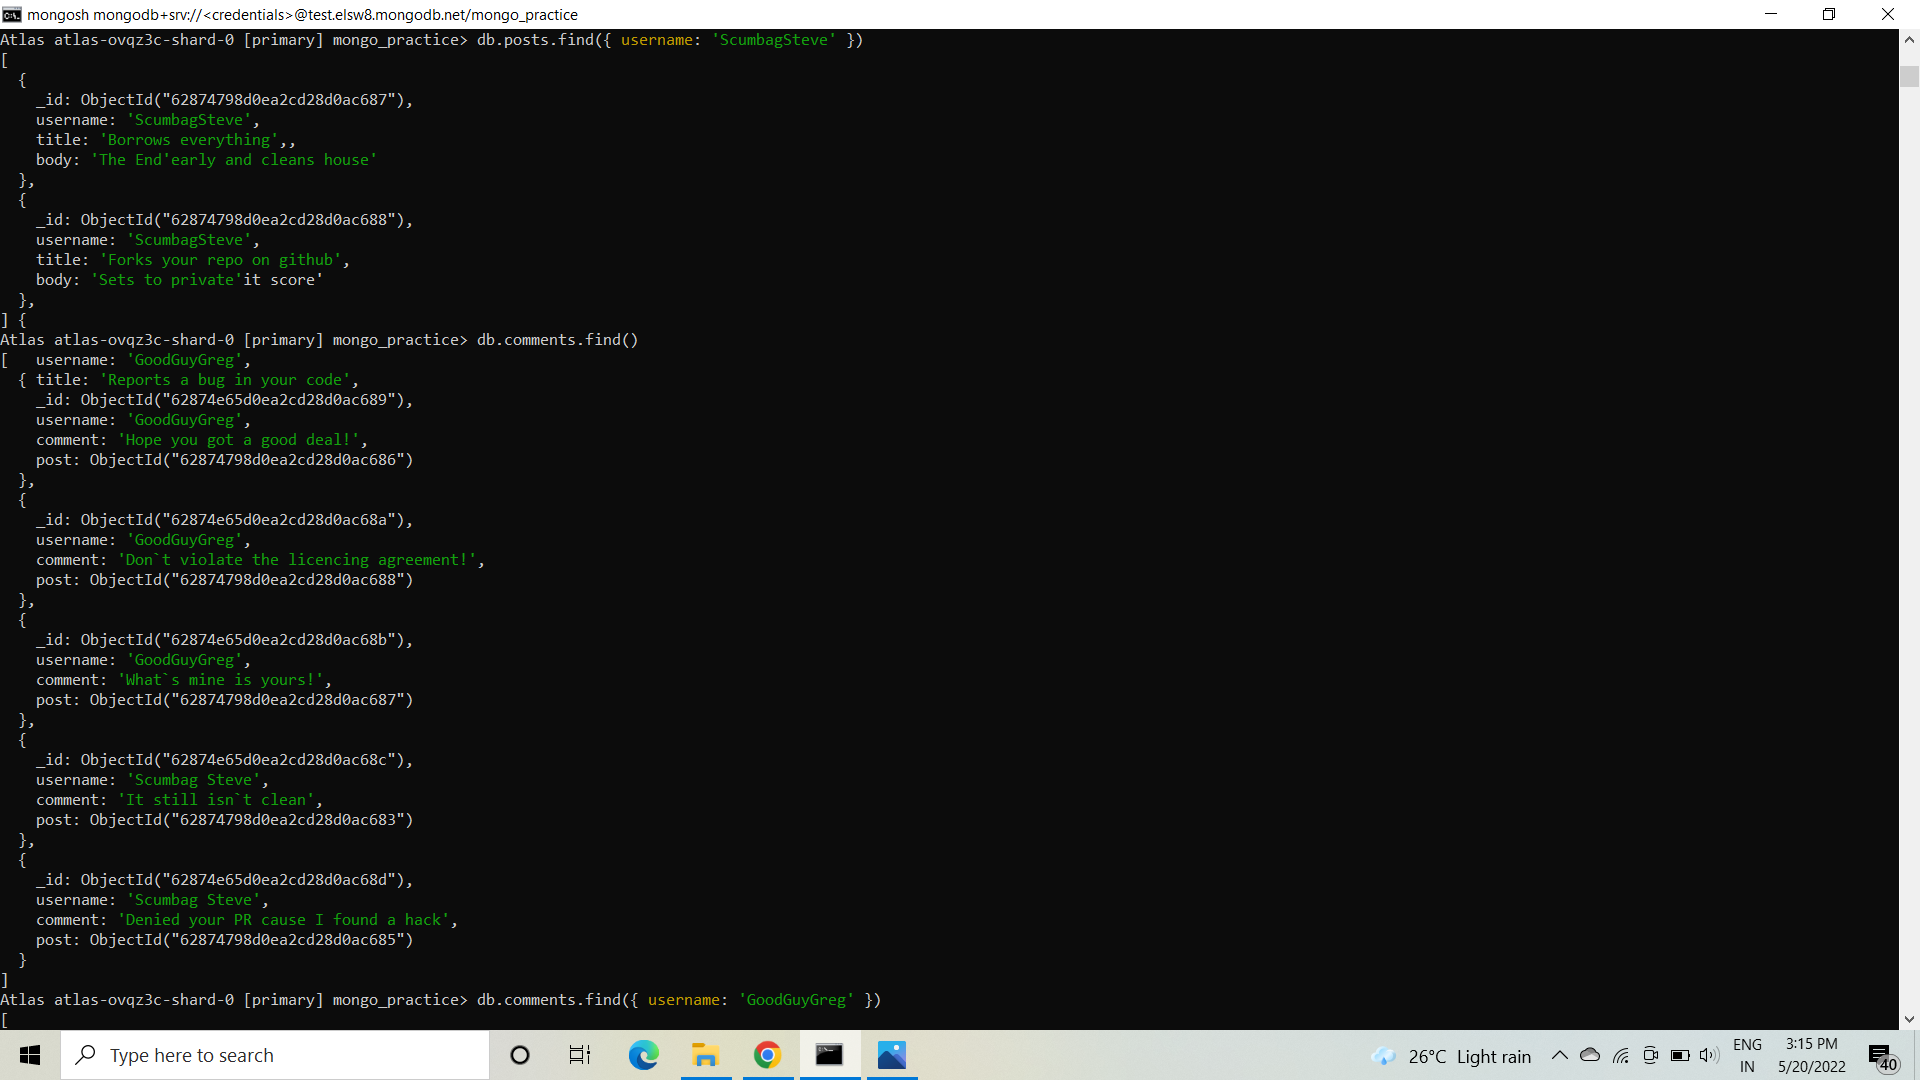 mongosh mongodb+srv://<credentials>@test.elsw8.mongodb.net/mongo_practice
Atlas atlas-ovqz3c-shard-0 [primary] mongo_practice> db.posts.find({ username: 'ScumbagSteve' })
[
  {
    _id: ObjectId("62874798d0ea2cd28d0ac687"),
    username: 'ScumbagSteve',
    title: 'Borrows everything',,
    body: 'The End'early and cleans house'
  },
  {
    _id: ObjectId("62874798d0ea2cd28d0ac688"),
    username: 'ScumbagSteve',
    title: 'Forks your repo on github',
    body: 'Sets to private'it score'
  },
] {
Atlas atlas-ovqz3c-shard-0 [primary] mongo_practice> db.comments.find()
[   username: 'GoodGuyGreg',
  { title: 'Reports a bug in your code',
    _id: ObjectId("62874e65d0ea2cd28d0ac689"),
    username: 'GoodGuyGreg',
    comment: 'Hope you got a good deal!',
    post: ObjectId("62874798d0ea2cd28d0ac686")
  },
  {
    _id: ObjectId("62874e65d0ea2cd28d0ac68a"),
    username: 'GoodGuyGreg',
    comment: 'Don`t violate the licencing agreement!',
    post: ObjectId("62874798d0ea2cd28d0ac688")
  },
  {
    _id: ObjectId("62874e65d0ea2cd28d0ac68b"),
    username: 'GoodGuyGreg',
    comment: 'What`s mine is yours!',
    post: ObjectId("62874798d0ea2cd28d0ac687")
  },
  {
    _id: ObjectId("62874e65d0ea2cd28d0ac68c"),
    username: 'Scumbag Steve',
    comment: 'It still isn`t clean',
    post: ObjectId("62874798d0ea2cd28d0ac683")
  },
  {
    _id: ObjectId("62874e65d0ea2cd28d0ac68d"),
    username: 'Scumbag Steve',
    comment: 'Denied your PR cause I found a hack',
    post: ObjectId("62874798d0ea2cd28d0ac685")
  }
]
Atlas atlas-ovqz3c-shard-0 [primary] mongo_practice> db.comments.find({ username: 'GoodGuyGreg' })
[
Type here to search
26°C Light rain
ENG
IN
3:15 PM
5/20/2022
40